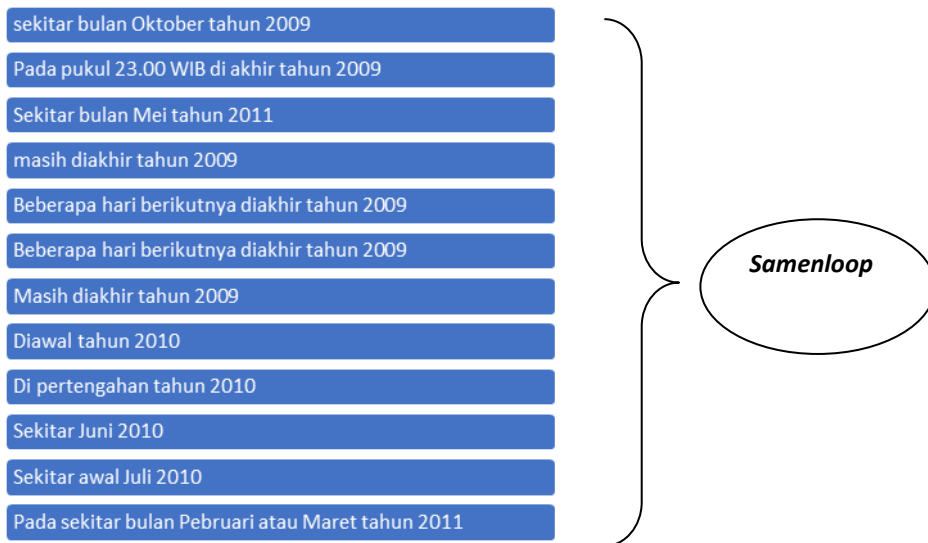 sekitar bulan Oktober tahun 2009
Pada pukul 23.00 WIB di akhir tahun 2009
Sekitar bulan Mei tahun 2011
masih diakhir tahun 2009
Beberapa hari berikutnya diakhir tahun 2009
Beberapa hari berikutnya diakhir tahun 2009
Masih diakhir tahun 2009
Diawal tahun 2010
Di pertengahan tahun 2010
Sekitar Juni 2010
Sekitar awal Juli 2010
Pada sekitar bulan Pebruari atau Maret tahun 2011
Samenloop